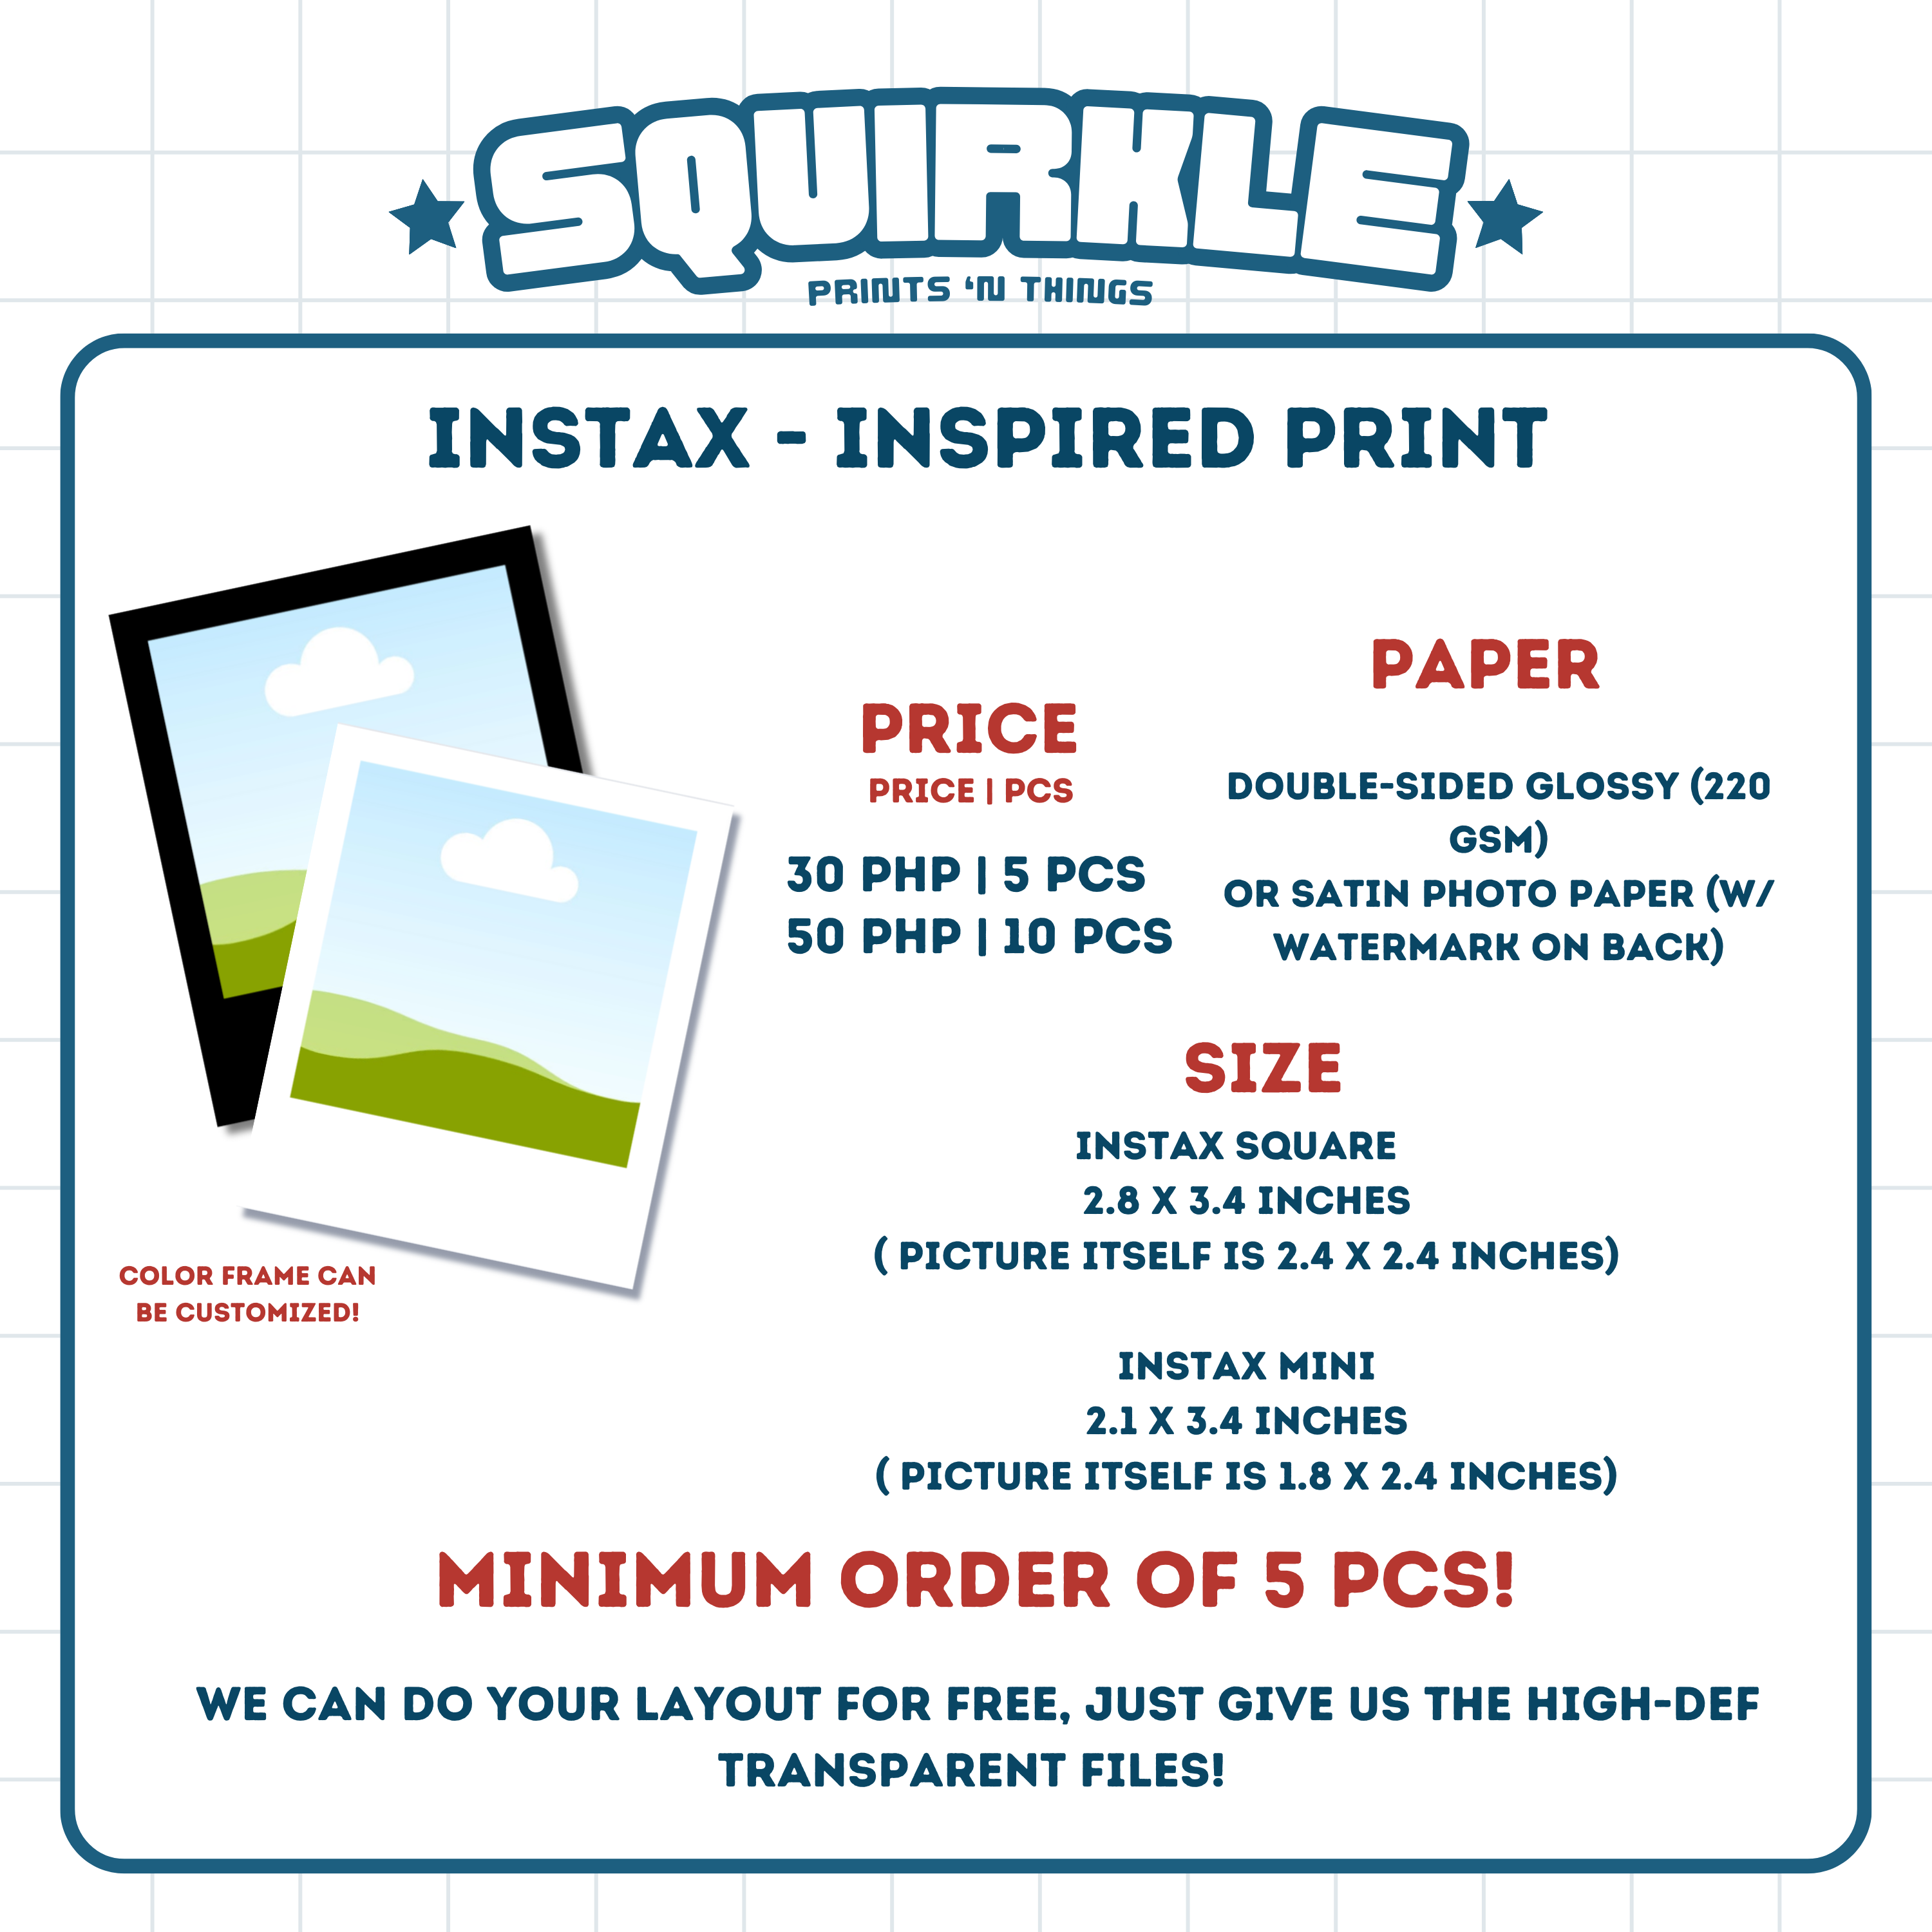 SQUIRKLE
PRINTS 'N THINGS
INSTAX - INSPIRED PRINT
PRICE
PRICE | PCS
30 PHP | 5 PCS
50 PHP | 10 PCS
PAPER
DOUBLE-SIDED GLOSSY (220
GSM)
OR SATIN PHOTO PAPER (W/
WATERMARK ON BACK)
SIZE
INSTAX SQUARE
2.8 X 3.4 INCHES
( PICTURE ITSELF IS 2.4 X 2.4 INCHES)
INSTAX MINI
2.1 X 3.4 INCHES
( PICTURE ITSELF IS 1.8 X 2.4 INCHES)
COLOR FRAME CAN
BE CUSTOMIZED!
MINIMUM ORDER OF 5 PCS!
WE CAN DO YOUR LAYOUT FOR FREE, JUST GIVE US THE HIGH-DEF
TRANSPARENT FILES!